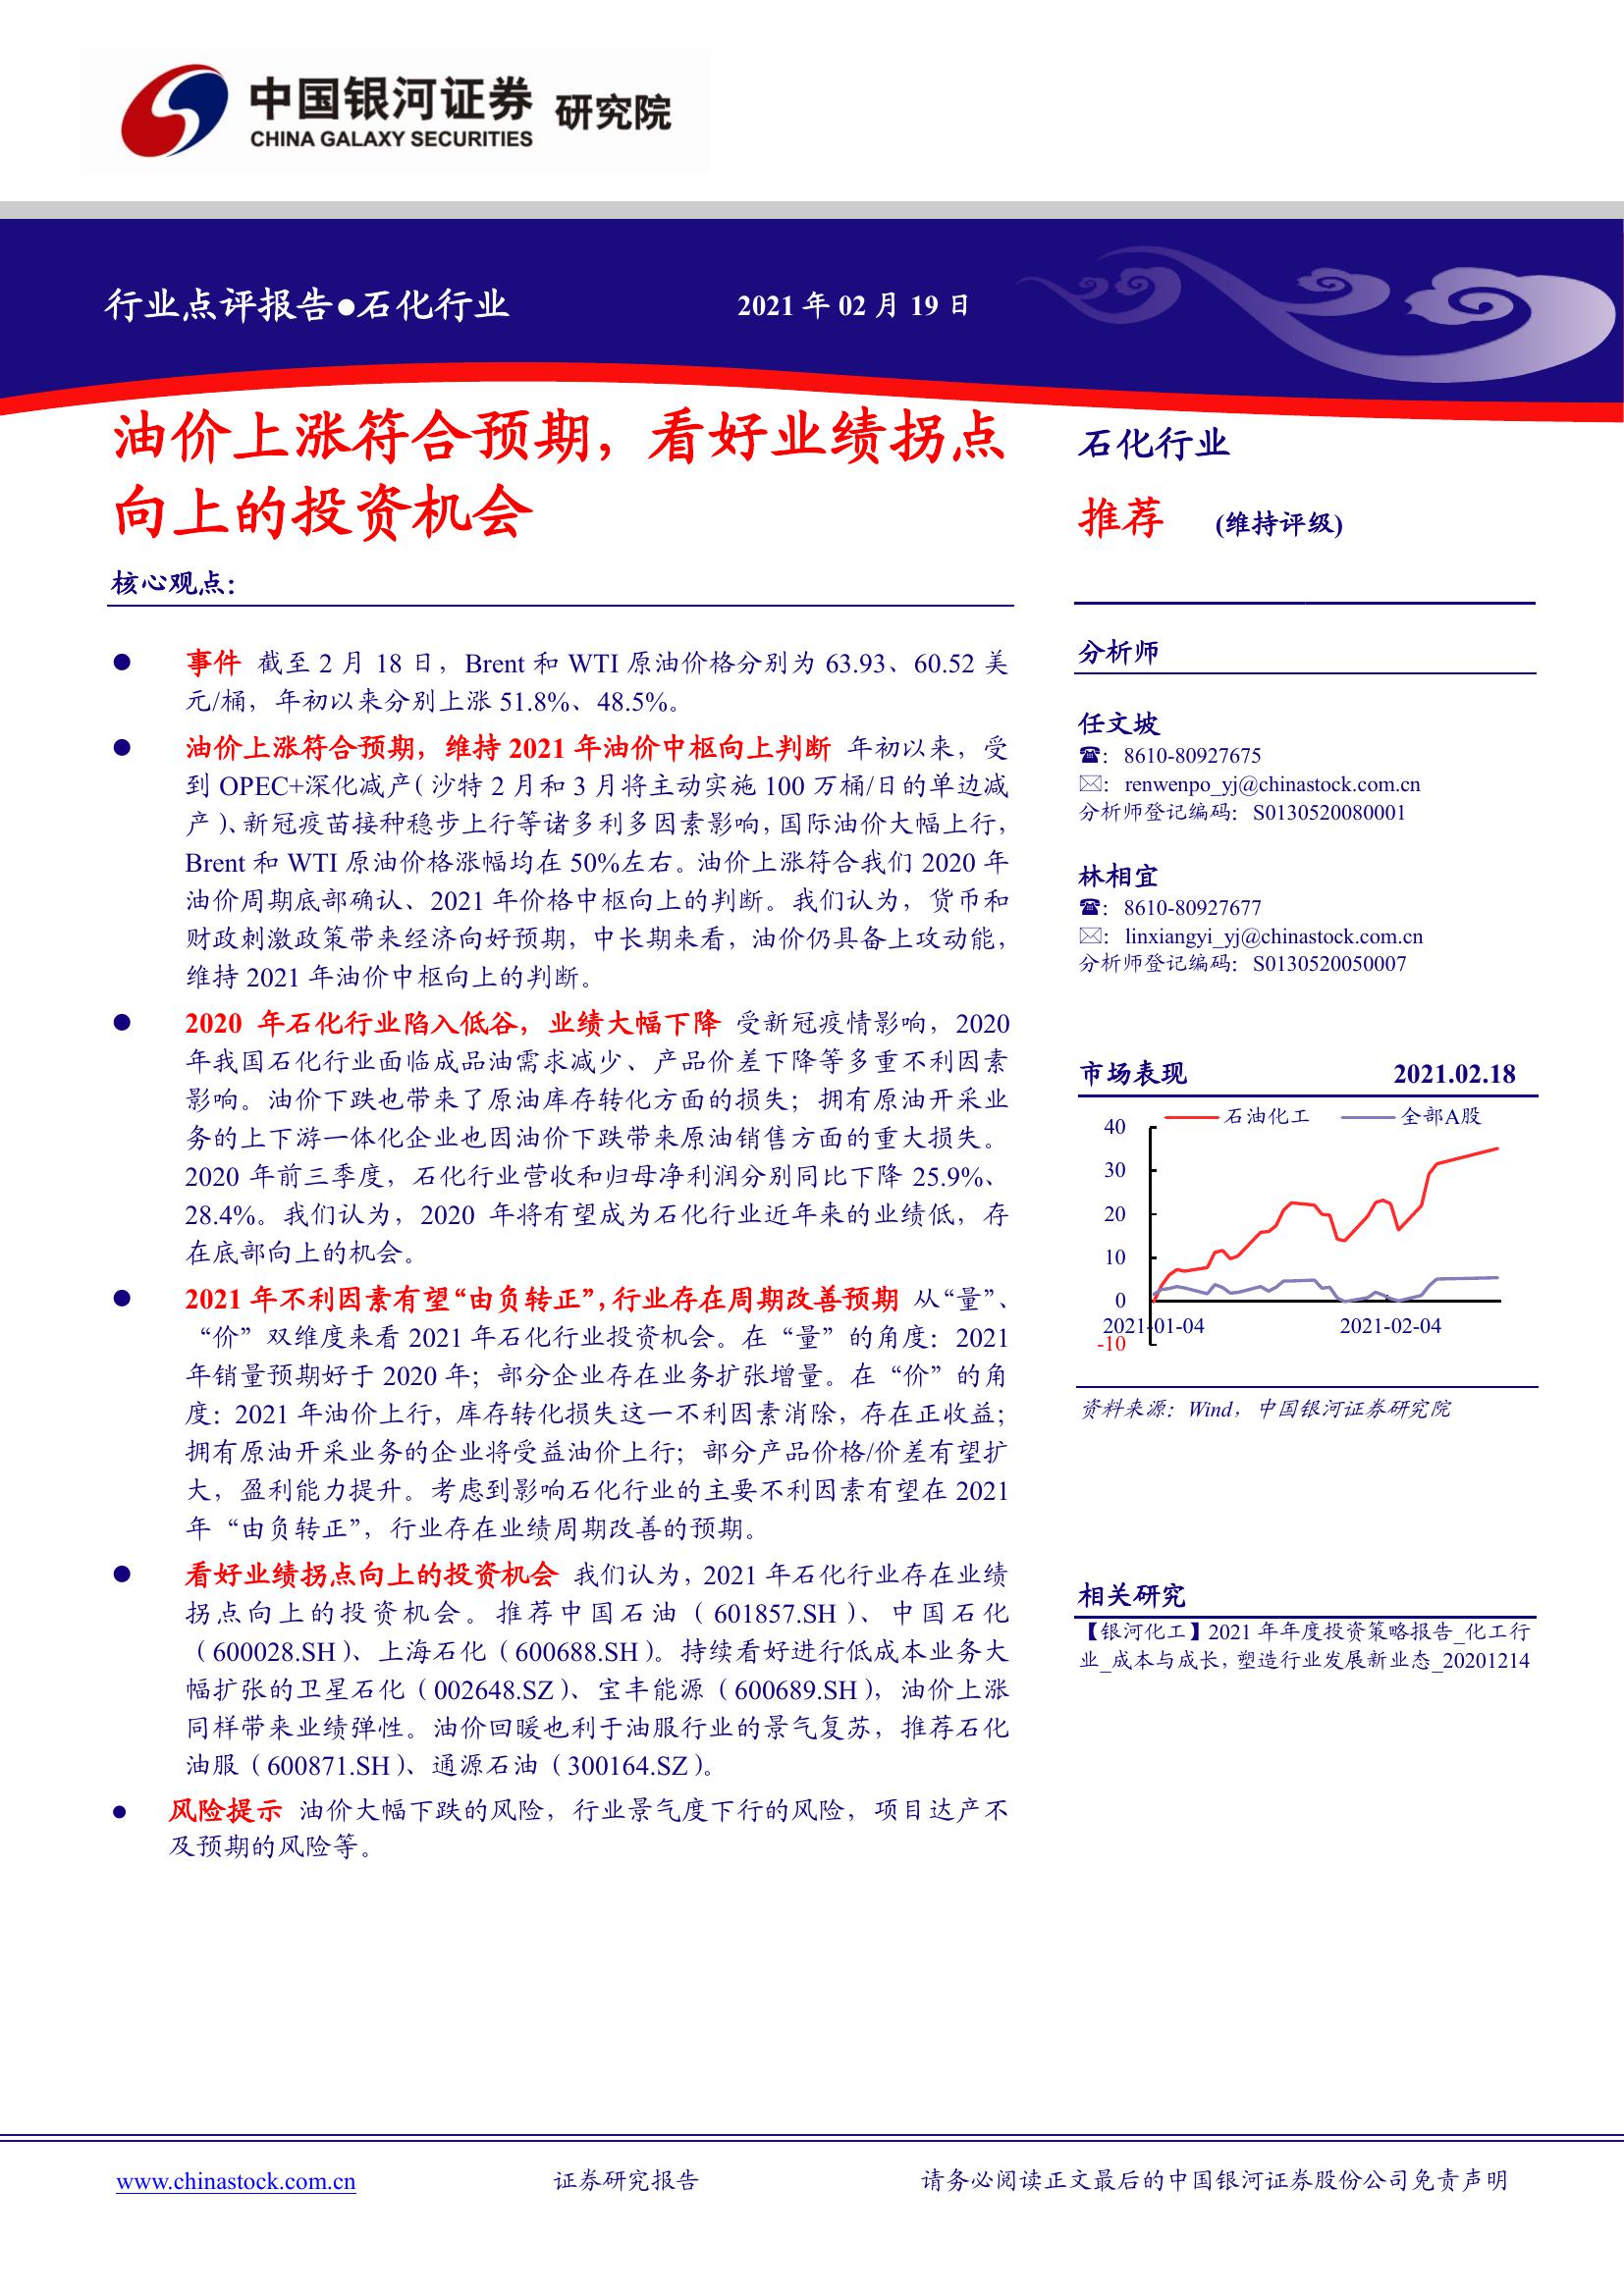 中国银河证券 研究院
CHINA GALAXY SECURITIES
行业点评报告●石化行业
2021 年 02 月 19 日
油价上涨符合预期，看好业绩拐点
向上的投资机会
核心观点：
● 事件 截至 2 月 18 日，Brent 和 WTI 原油价格分别为 63.93、60.52 美
元/桶，年初以来分别上涨 51.8%、48.5%。
● 油价上涨符合预期，维持 2021 年油价中枢向上判断 年初以来，受
到 OPEC+深化减产（沙特 2 月和 3 月将主动实施 100 万桶/日的单边减
产）、新冠疫苗接种稳步上行等诸多利多因素影响，国际油价大幅上行，
Brent 和 WTI 原油价格涨幅均在 50%左右。油价上涨符合我们 2020 年
油价周期底部确认、2021 年价格中枢向上的判断。我们认为，货币和
财政刺激政策带来经济向好预期，中长期来看，油价仍具备上攻动能，
维持 2021 年油价中枢向上的判断。
● 2020 年石化行业陷入低谷，业绩大幅下降 受新冠疫情影响，2020
年我国石化行业面临成品油需求减少、产品价差下降等多重不利因素
影响。油价下跌也带来了原油库存转化方面的损失；拥有原油开采业
务的上下游一体化企业也因油价下跌带来原油销售方面的重大损失。
2020 年前三季度，石化行业营收和归母净利润分别同比下降 25.9%、
28.4%。我们认为，2020 年将有望成为石化行业近年来的业绩低，存
在底部向上的机会。
● 2021 年不利因素有望“由负转正”，行业存在周期改善预期 从“量”、
“价”双维度来看 2021 年石化行业投资机会。在“量”的角度：2021
年销量预期好于 2020 年；部分企业存在业务扩张增量。在“价”的角
度：2021 年油价上行，库存转化损失这一不利因素消除，存在正收益；
拥有原油开采业务的企业将受益油价上行；部分产品价格/价差有望扩
大，盈利能力提升。考虑到影响石化行业的主要不利因素有望在 2021
年“由负转正”，行业存在业绩周期改善的预期。
● 看好业绩拐点向上的投资机会 我们认为，2021 年石化行业存在业绩
拐点向上的投资机会。推荐中国石油（601857.SH）、中国石化
（600028.SH）、上海石化（600688.SH）。持续看好进行低成本业务大
幅扩张的卫星石化（002648.SZ）、宝丰能源（600689.SH），油价上涨
同样带来业绩弹性。油价回暖也利于油服行业的景气复苏，推荐石化
油服（600871.SH）、通源石油（300164.SZ）。
● 风险提示 油价大幅下跌的风险，行业景气度下行的风险，项目达产不
及预期的风险等。
石化行业
推荐 (维持评级)
分析师
任文坡
☎：8610-80927675
✉：renwenpo_yj@chinastock.com.cn
分析师登记编码：S0130520080001
林相宜
☎：8610-80927677
✉：linxiangyi_yj@chinastock.com.cn
分析师登记编码：S0130520050007
市场表现 2021.02.18
石油化工 全部A股
40
30
20
10
0
2021-01-04 2021-02-04
-10
资料来源：Wind，中国银河证券研究院
相关研究
【银河化工】2021 年年度投资策略报告_化工行
业_成本与成长，塑造行业发展新业态_20201214
www.chinastock.com.cn 证券研究报告 请务必阅读正文最后的中国银河证券股份公司免责声明